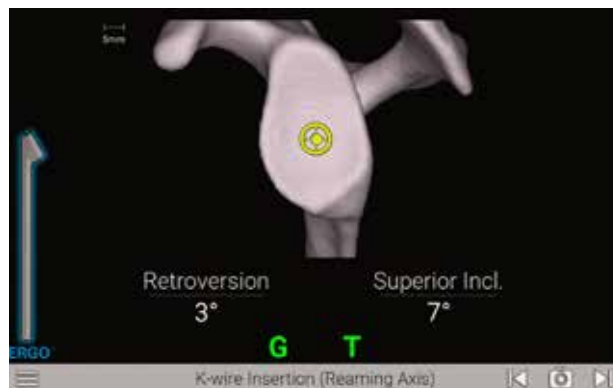 5mm
Retroversion
Superior Incl.
3°
7°
G T
ERGO
K-wire Insertion (Reaming Axis)